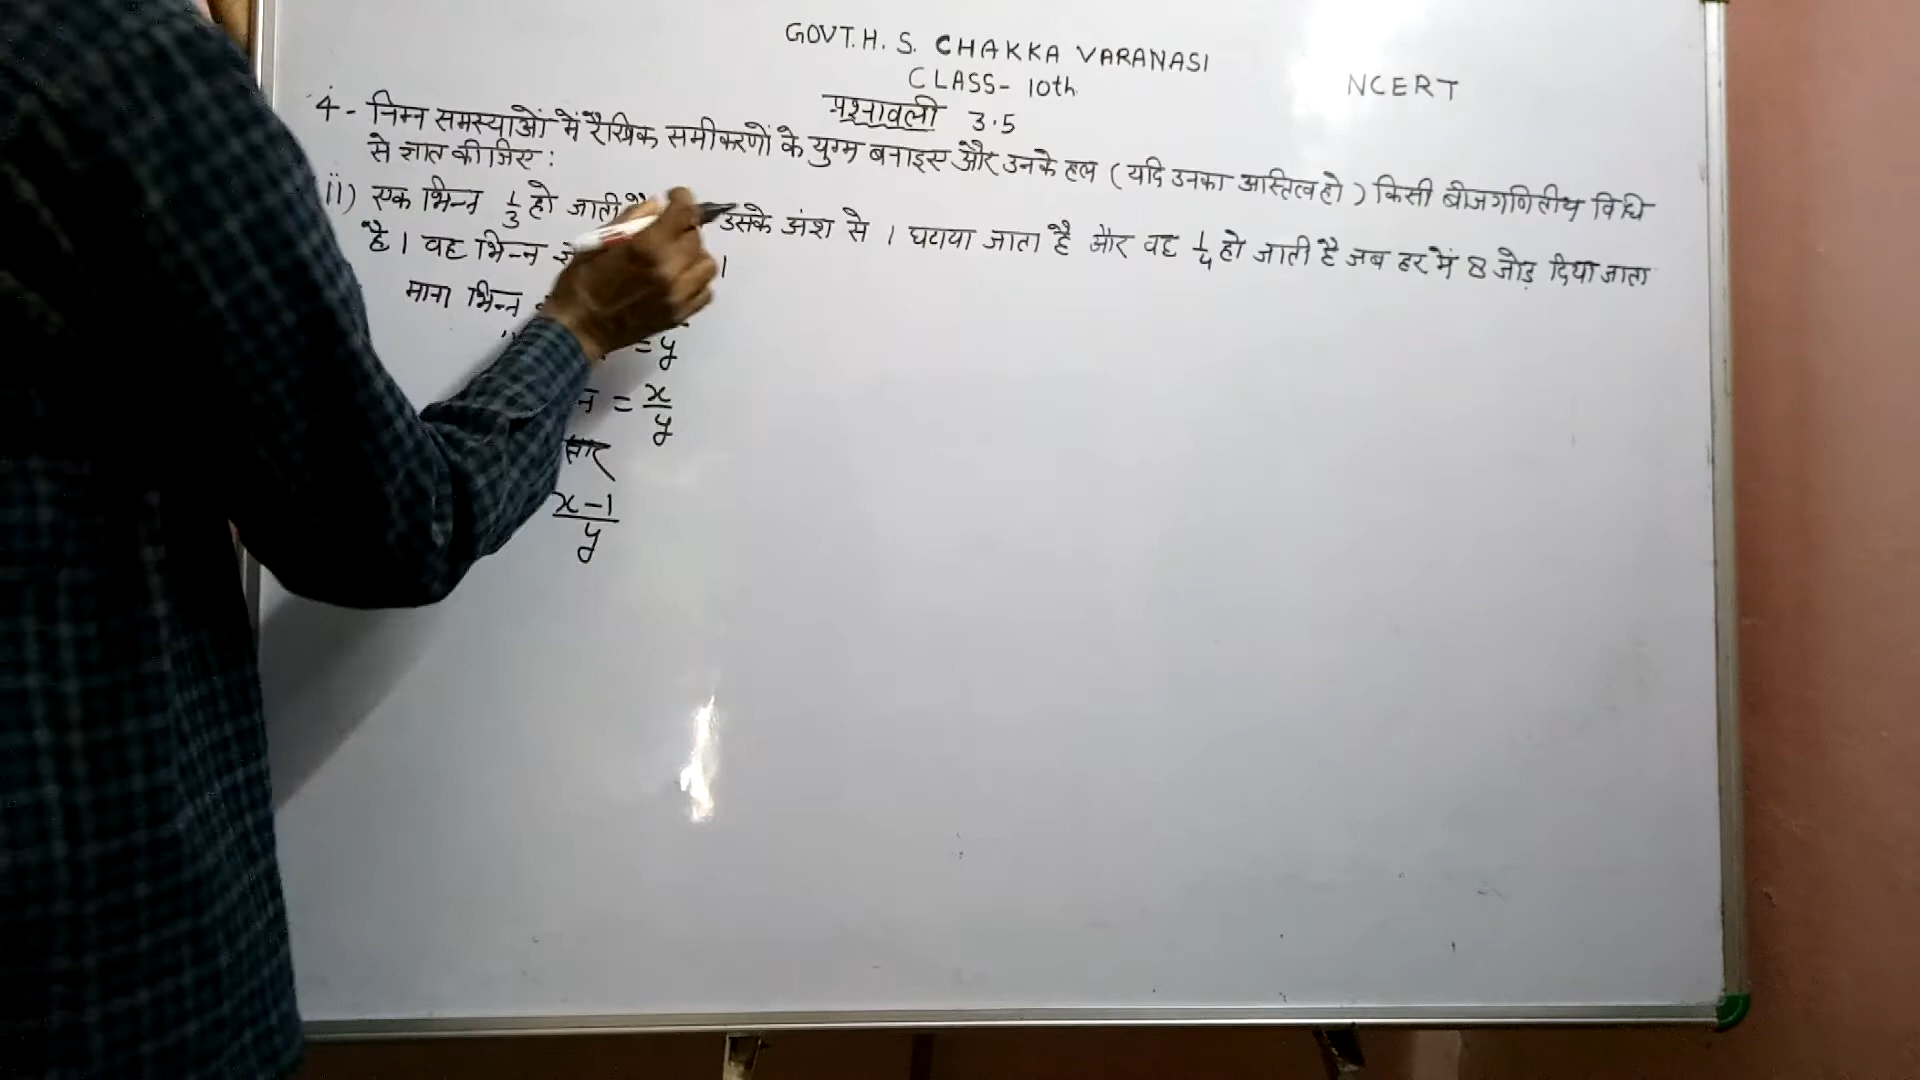 GOVT. H. S. CHAKKA VARANASI
CLASS- 10th
NCERT
प्रश्नावली 3.5
4 - निम्न समस्याओं में रैखिक समीकरणों के युग्म बनाइए और उनके हल ( यदि उनका अस्तित्व हो ) किसी बीजगणितीय विधि
से ज्ञात कीजिए :
ii) एक भिन्न 1/3 हो जाती उसके अंश से 1 घटाया जाता है और वह 1/4 हो जाती है जब हर में 8 जोड़ दिया जाता
है । वह भिन्न ।
माना भिन्न
= y
न = x/y
सार
x-1/y